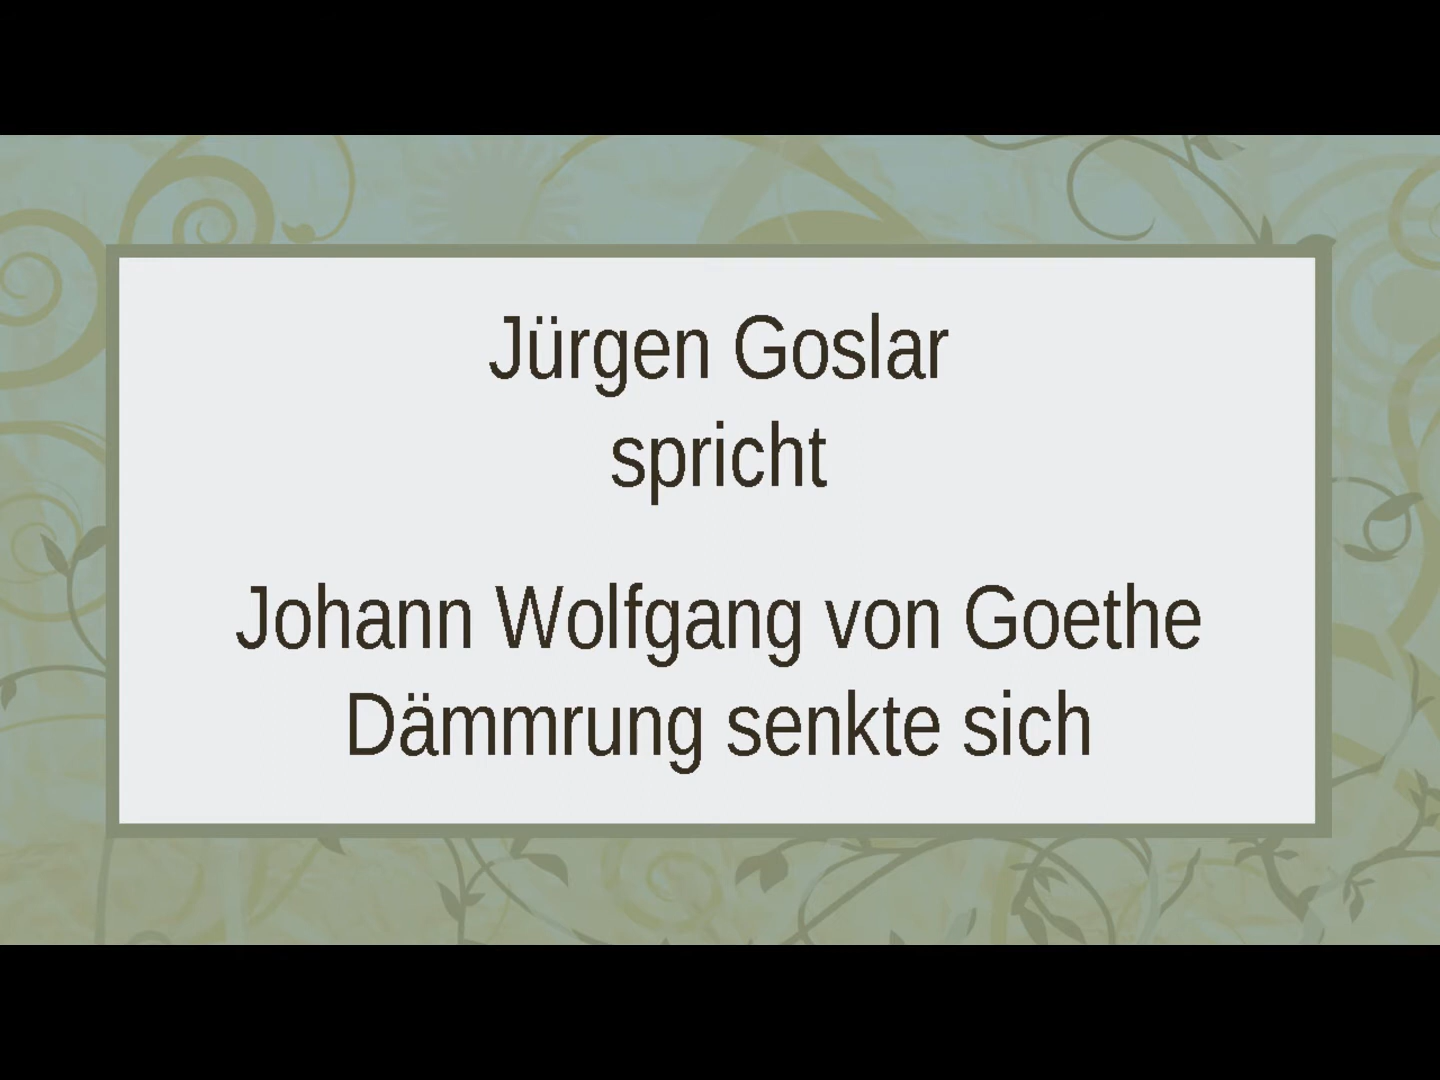 Jürgen Goslar
spricht
Johann Wolfgang von Goethe
Dämmrung senkte sich